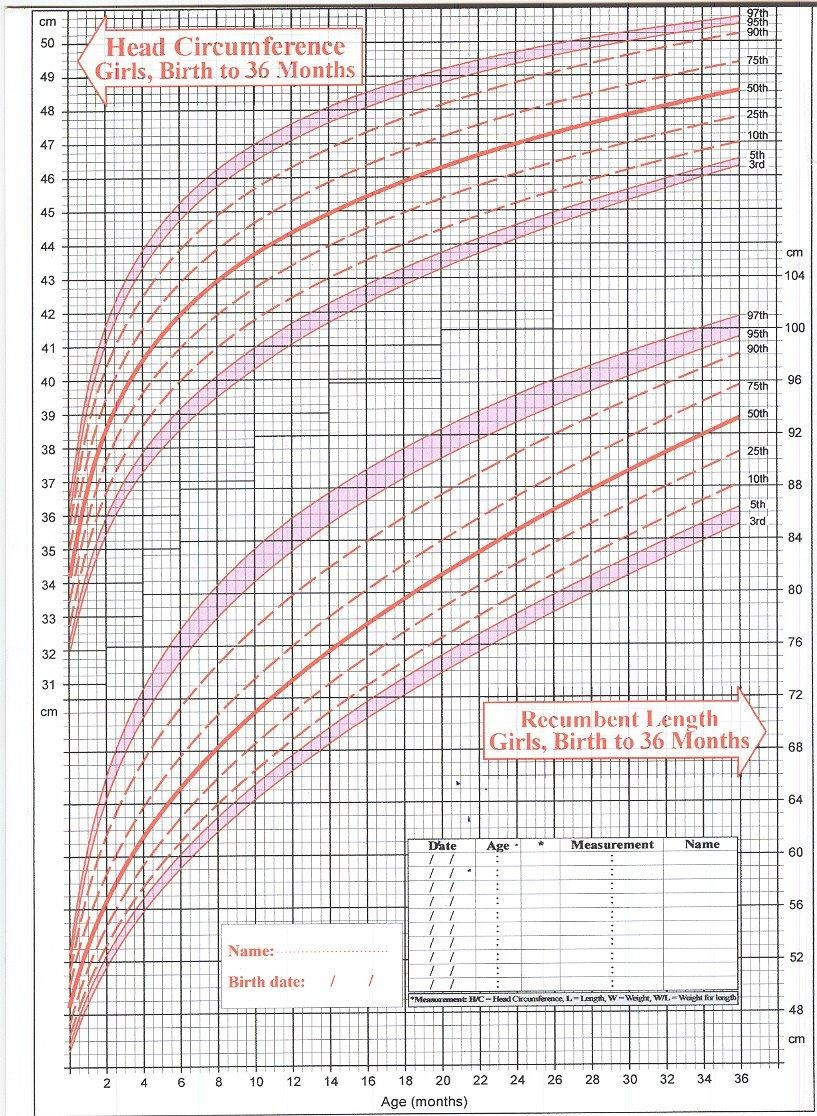 cm
Head Circumference
Girls, Birth to 36 Months
50
49
48
47
46
45
44
43
42
41
40
39
38
37
36
35
34
33
32
31
cm
97th
95th
90th
75th
50th
25th
10th
5th
3rd
cm
104
100
96
92
88
84
80
76
72
68
64
60
56
52
48
cm
97th
95th
90th
75th
50th
25th
10th
5th
3rd
Recumbent Length
Girls, Birth to 36 Months
Date Age * Measurement Name
/ / :
/ / :
/ / :
/ / :
/ / :
/ / :
/ / :
/ / :
/ / :
/ / :
*Measurement: H/C = Head Circumference, L = Length, W = Weight, W/L = Weight for length
Name:
Birth date: / /
2 4 6 8 10 12 14 16 18 20 22 24 26 28 30 32 34 36
Age (months)